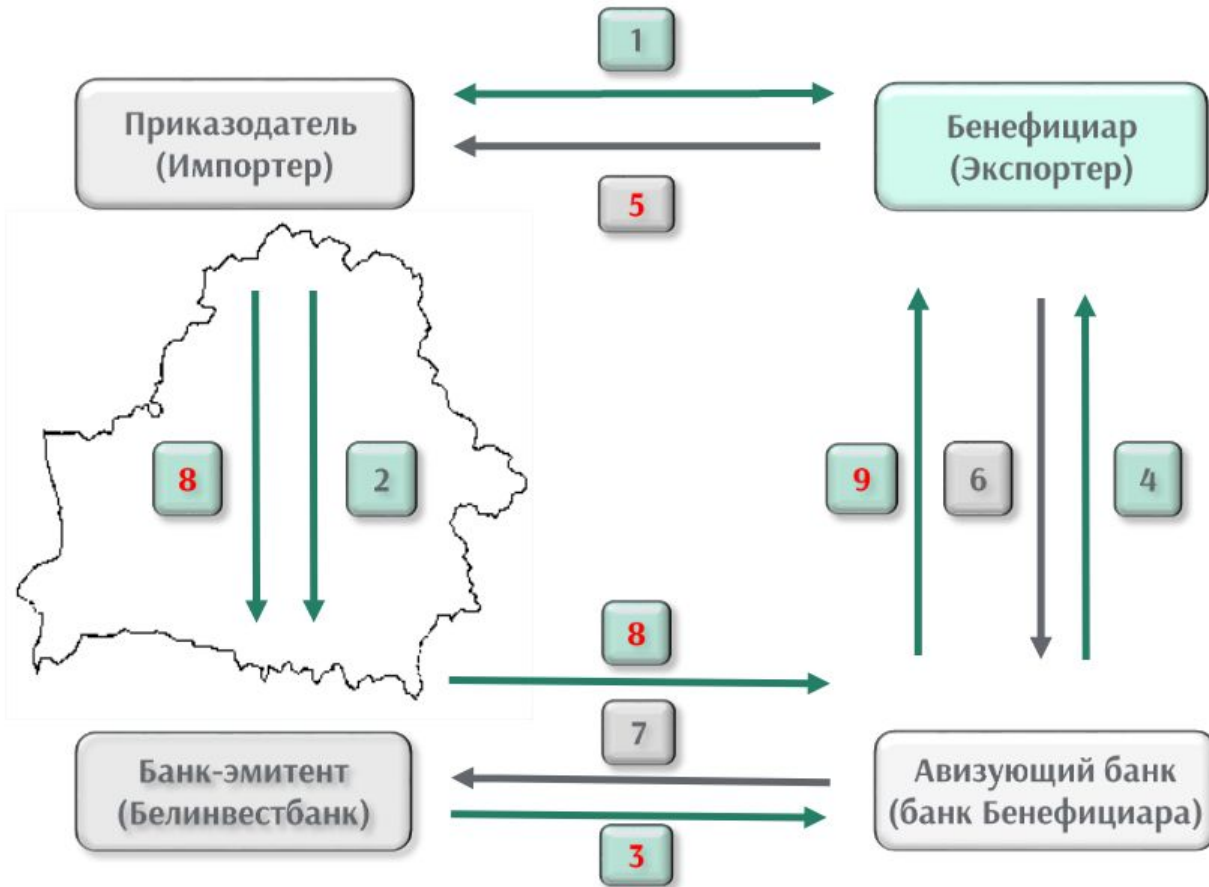 1
Приказодатель
(Импортер)
Бенефициар
(Экспортер)
5
8
2
9
6
4
8
7
Банк-эмитент
(Белинвестбанк)
Авизующий банк
(банк Бенефициара)
3